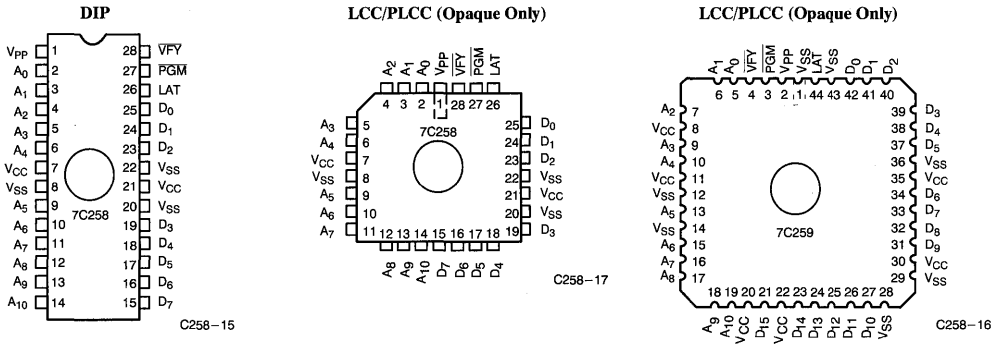 DIP
VPP 1 28 VFY
A0 2 27 PGM
A1 3 26 LAT
A2 4 25 D0
A3 5 24 D1
A4 6 23 D2
VCC 7 22 VSS
VSS 8 21 VCC
A5 9 20 VSS
7C258
A6 10 19 D3
A7 11 18 D4
A8 12 17 D5
A9 13 16 D6
A10 14 15 D7
C258–15
LCC/PLCC (Opaque Only)
A2 A1 A0 VPP VFY PGM LAT
4 3 2 1 28 27 26
7C258
A3 5 25 D0
A4 6 24 D1
VCC 7 23 D2
VSS 8 22 VSS
A5 9 21 VCC
A6 10 20 VSS
A7 11 19 D3
12 13 14 15 16 17 18
A8 A9 A10 D7 D6 D5 D4
C258–17
LCC/PLCC (Opaque Only)
A1 A0 VFY PGM VPP VSS LAT VSS D0 D1 D2
6 5 4 3 2 1 44 43 42 41 40
A2 7 39 D3
VCC 8 38 D4
A3 9 37 D5
A4 10 36 VSS
VCC 11 35 VCC
VSS 12 34 D6
A5 13 33 D7
VSS 14 32 D8
7C259
A6 15 31 D9
A7 16 30 VCC
A8 17 29 VSS
18 19 20 21 22 23 24 25 26 27 28
A9 A10 VCC D15 VCC D14 D13 D12 D11 D10 VSS
C258–16